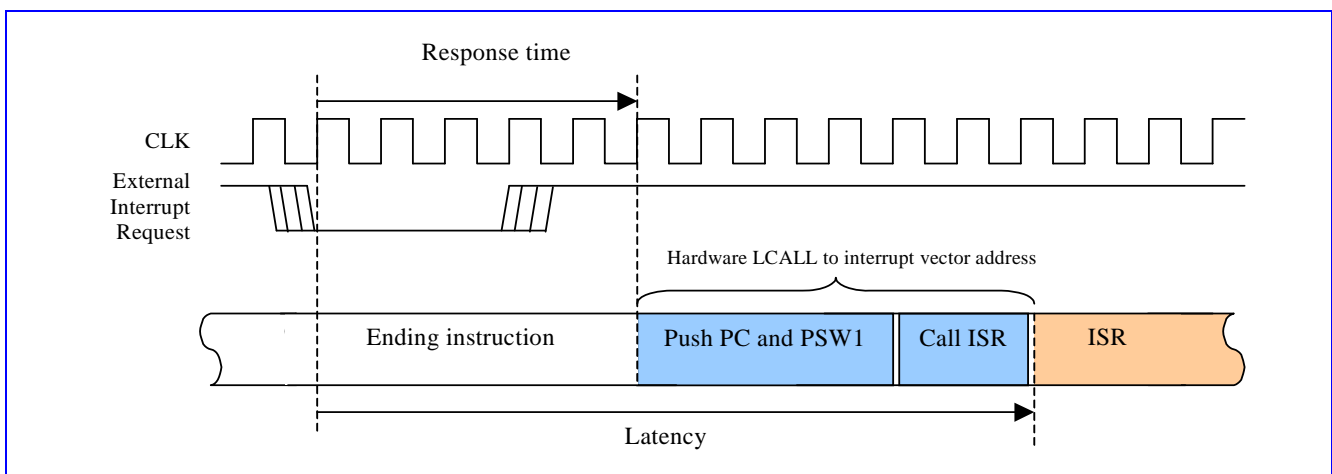 Response time
CLK
External
Interrupt
Request
Hardware LCALL to interrupt vector address
Ending instruction
Push PC and PSW1
Call ISR
ISR
Latency